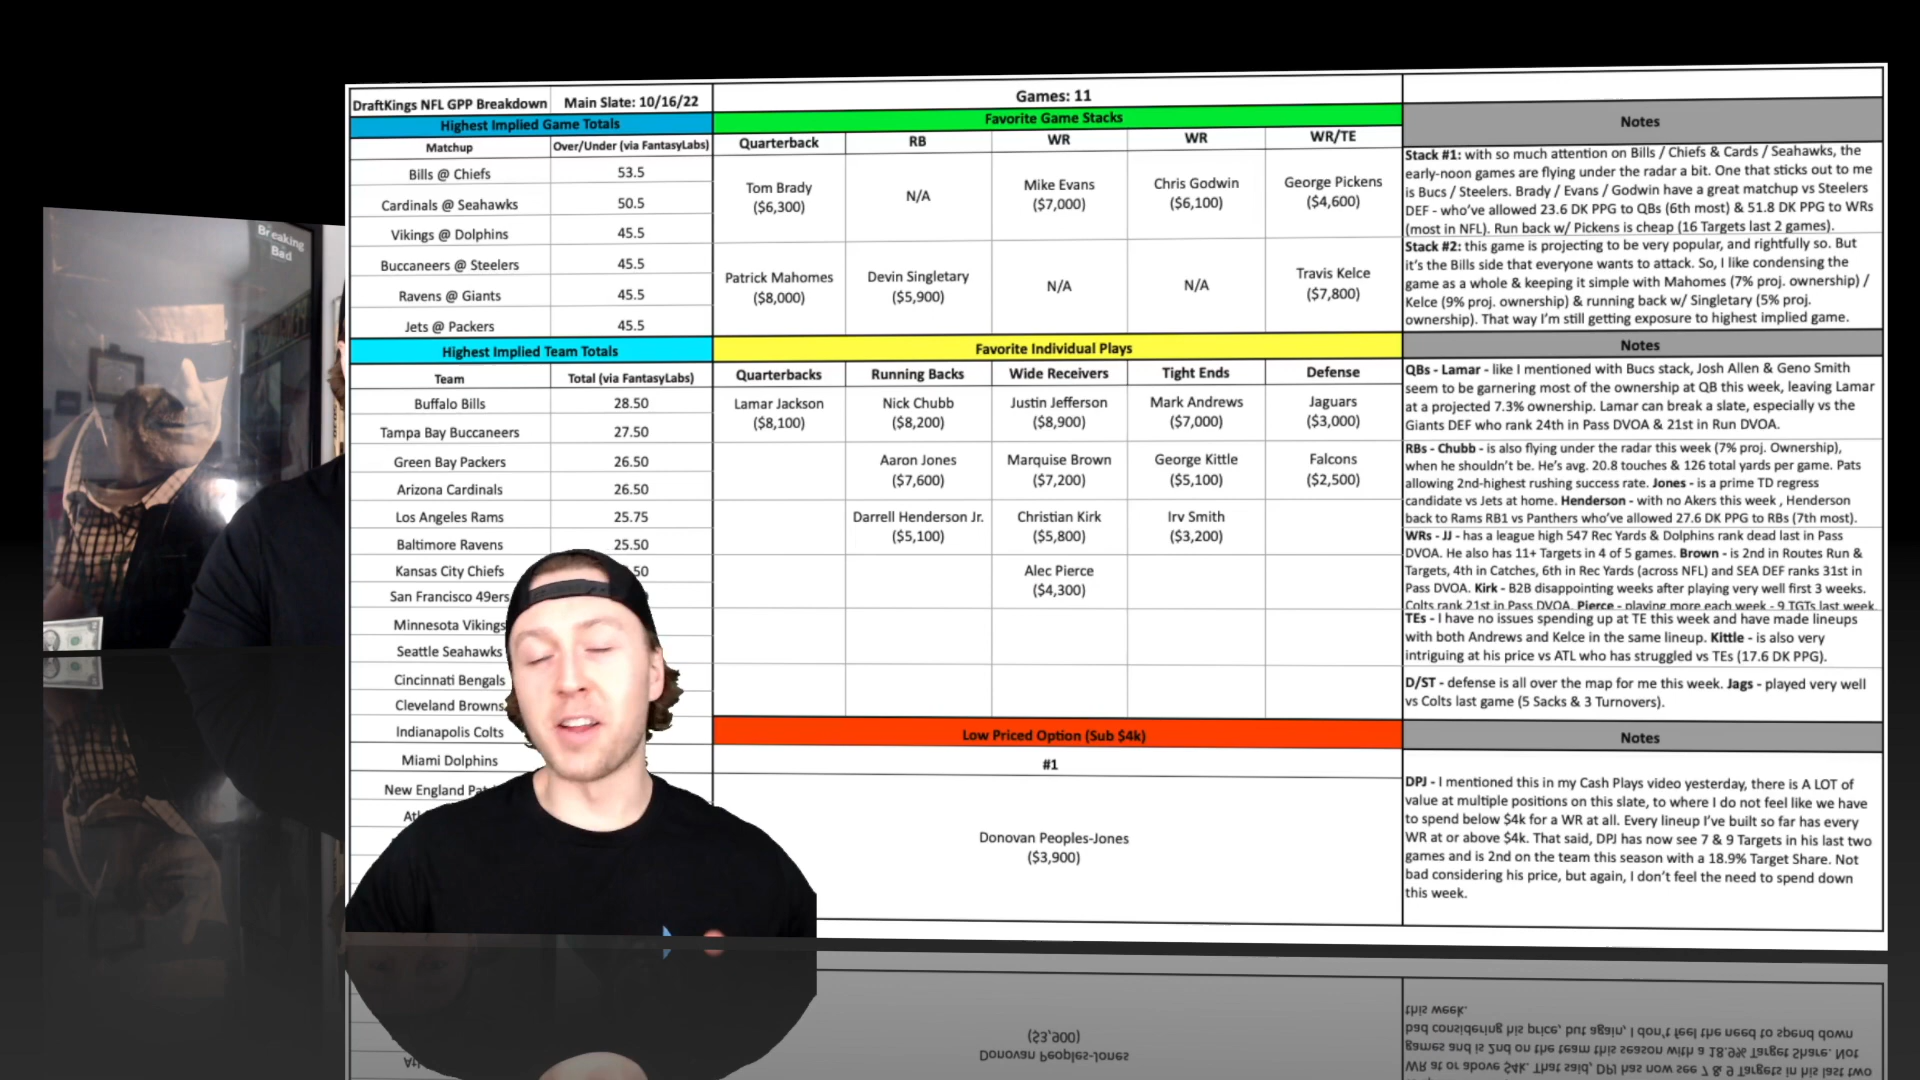 Breaking
Bad
DraftKings NFL GPP Breakdown
Main Slate: 10/16/22
Games: 11
Highest Implied Game Totals
Matchup
Over/Under (via FantasyLabs)
Bills @ Chiefs
53.5
Cardinals @ Seahawks
50.5
Vikings @ Dolphins
45.5
Buccaneers @ Steelers
45.5
Ravens @ Giants
45.5
Jets @ Packers
45.5
Favorite Game Stacks
Quarterback
RB
WR
WR
WR/TE
Tom Brady
($6,300)
N/A
Mike Evans
($7,000)
Chris Godwin
($6,100)
George Pickens
($4,600)
Patrick Mahomes
($8,000)
Devin Singletary
($5,900)
N/A
N/A
Travis Kelce
($7,800)
Notes
Stack #1: with so much attention on Bills / Chiefs & Cards / Seahawks, the
early-noon games are flying under the radar a bit. One that sticks out to me
is Bucs / Steelers. Brady / Evans / Godwin have a great matchup vs Steelers
DEF - who've allowed 23.6 DK PPG to QBs (6th most) & 51.8 DK PPG to WRs
(most in NFL). Run back w/ Pickens is cheap (16 Targets last 2 games).
Stack #2: this game is projecting to be very popular, and rightfully so. But
it's the Bills side that everyone wants to attack. So, I like condensing the
game as a whole & keeping it simple with Mahomes (7% proj. ownership) /
Kelce (9% proj. ownership) & running back w/ Singletary (5% proj.
ownership). That way I'm still getting exposure to highest implied game.
Highest Implied Team Totals
Team
Total (via FantasyLabs)
Buffalo Bills
28.50
Tampa Bay Buccaneers
27.50
Green Bay Packers
26.50
Arizona Cardinals
26.50
Los Angeles Rams
25.75
Baltimore Ravens
25.50
Kansas City Chiefs
50
San Francisco 49ers
Minnesota Vikings
Seattle Seahawks
Cincinnati Bengals
Cleveland Browns
Indianapolis Colts
Miami Dolphins
New England
Favorite Individual Plays
Quarterbacks
Running Backs
Wide Receivers
Tight Ends
Defense
Lamar Jackson
($8,100)
Nick Chubb
($8,200)
Justin Jefferson
($8,900)
Mark Andrews
($7,000)
Jaguars
($3,000)
Aaron Jones
($7,600)
Marquise Brown
($7,200)
George Kittle
($5,100)
Falcons
($2,500)
Darrell Henderson Jr.
($5,100)
Christian Kirk
($5,800)
Irv Smith
($3,200)
Alec Pierce
($4,300)
Notes
QBs - Lamar - like I mentioned with Bucs stack, Josh Allen & Geno Smith
seem to be garnering most of the ownership at QB this week, leaving Lamar
at a projected 7.3% ownership. Lamar can break a slate, especially vs the
Giants DEF who rank 24th in Pass DVOA & 21st in Run DVOA.
RBs - Chubb - is also flying under the radar this week (7% proj. Ownership),
when he shouldn't be. He's avg. 20.8 touches & 126 total yards per game. Pats
allowing 2nd-highest rushing success rate. Jones - is a prime TD regress
candidate vs Jets at home. Henderson - with no Akers this week , Henderson
back to Rams RB1 vs Panthers who've allowed 27.6 DK PPG to RBs (7th most).
WRs - JJ - has a league high 547 Rec Yards & Dolphins rank dead last in Pass
DVOA. He also has 11+ Targets in 4 of 5 games. Brown - is 2nd in Routes Run &
Targets, 4th in Catches, 6th in Rec Yards (across NFL) and SEA DEF ranks 31st in
Pass DVOA. Kirk - B2B disappointing weeks after playing very well first 3 weeks.
Colts rank 21st in Pass DVOA. Pierce - playing more each week - 9 TGTs last week.
TEs - I have no issues spending up at TE this week and have made lineups
with both Andrews and Kelce in the same lineup. Kittle - is also very
intriguing at his price vs ATL who has struggled vs TEs (17.6 DK PPG).
D/ST - defense is all over the map for me this week. Jags - played very well
vs Colts last game (5 Sacks & 3 Turnovers).
Low Priced Option (Sub $4k)
#1
Donovan Peoples-Jones
($3,900)
Notes
DPJ - I mentioned this in my Cash Plays video yesterday, there is A LOT of
value at multiple positions on this slate, to where I do not feel like we have
to spend below $4k for a WR at all. Every lineup I've built so far has every
WR at or above $4k. That said, DPJ has now see 7 & 9 Targets in his last two
games and is 2nd on the team this season with a 18.9% Target Share. Not
bad considering his price, but again, I don't feel the need to spend down
this week.